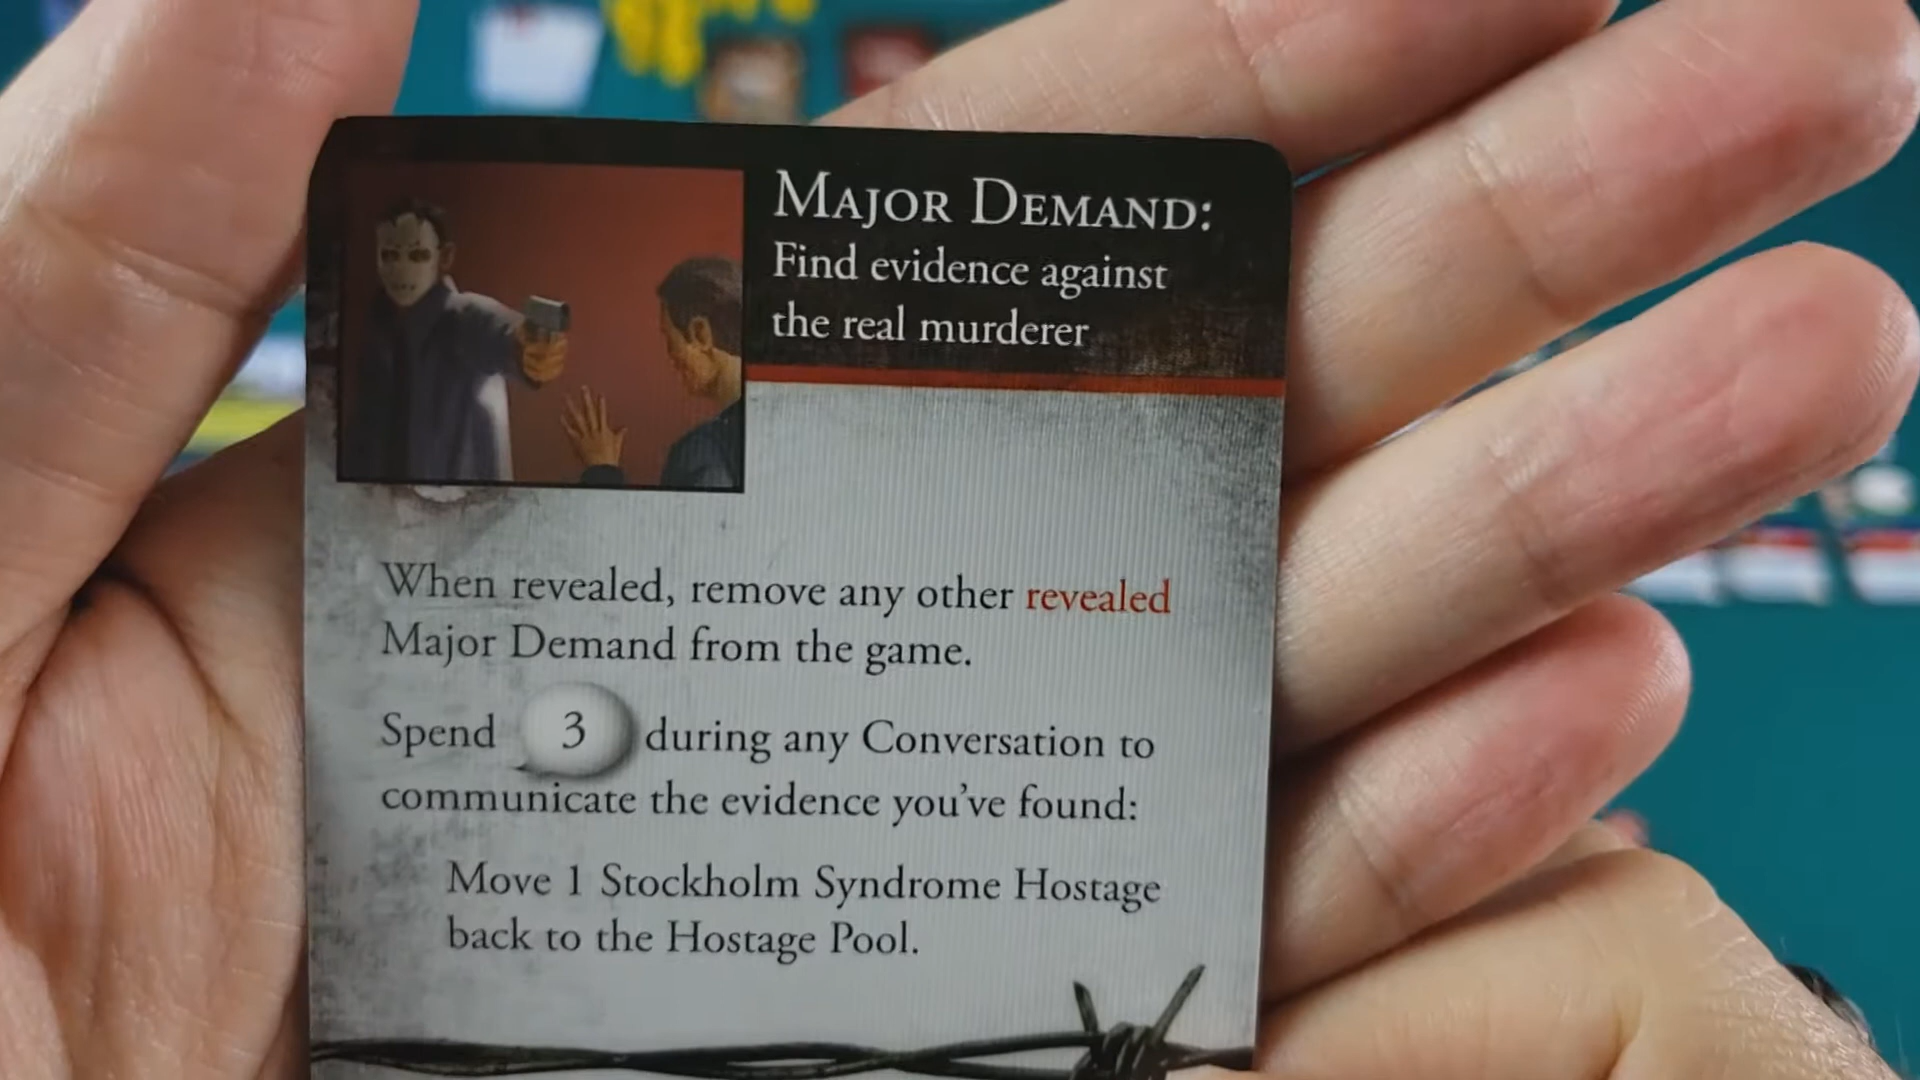 MAJOR DEMAND:
Find evidence against
the real murderer
When revealed, remove any other revealed
Major Demand from the game.
Spend 3 during any Conversation to
communicate the evidence you've found:
Move 1 Stockholm Syndrome Hostage
back to the Hostage Pool.